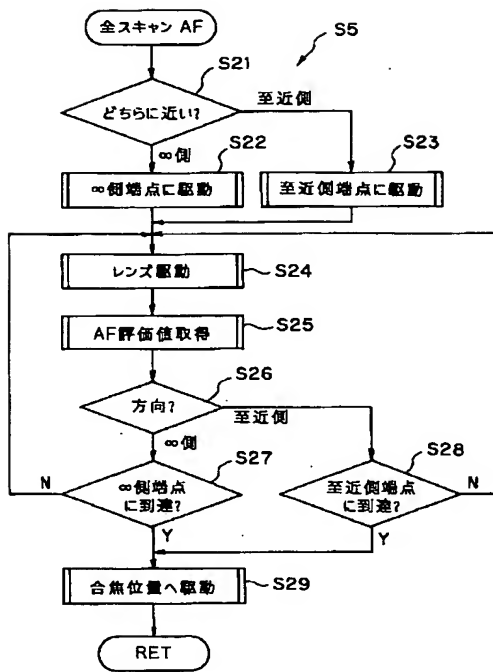 全スキャン AF
S5
S21
どちらに近い?
至近側
∞側
S22
∞側端点に駆動
S23
至近側端点に駆動
レンズ駆動
S24
AF評価値取得
S25
方向?
S26
至近側
∞側
S27
∞側端点
に到達?
N
Y
S28
至近側端点
に到達?
N
Y
合焦位置へ駆動
S29
RET